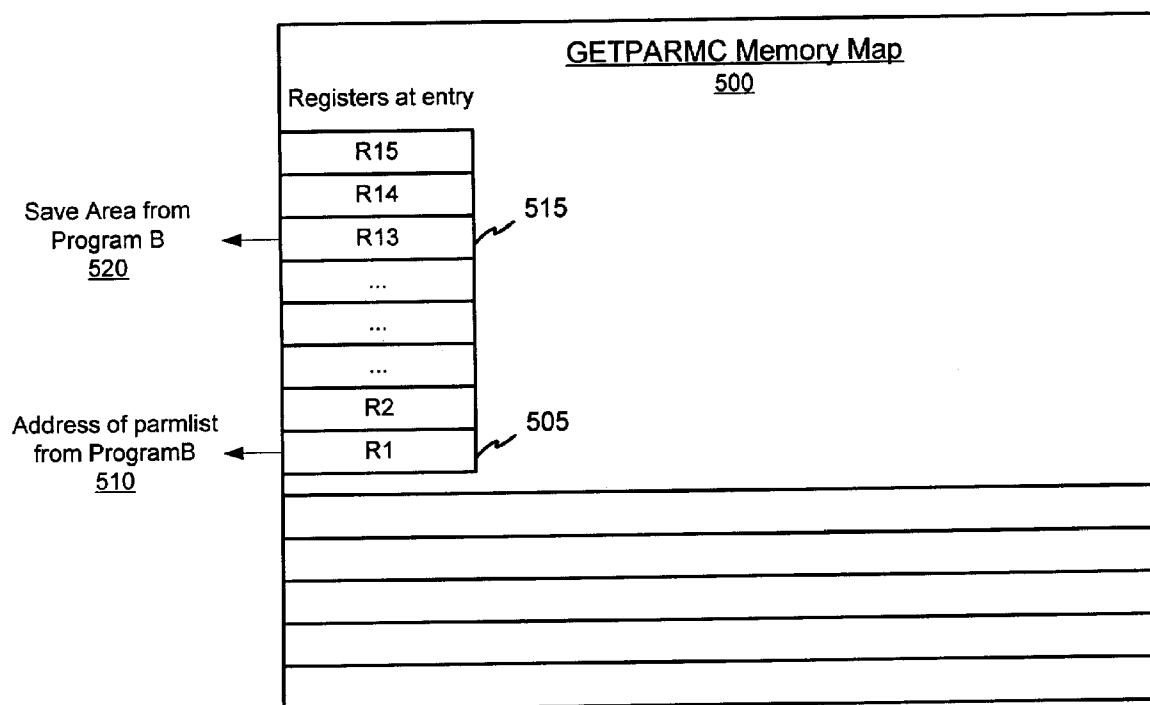 GETPARMC Memory Map
500
Registers at entry
R15
R14
R13
...
...
...
R2
R1
515
505
Save Area from
Program B
520
Address of parmlist
from ProgramB
510